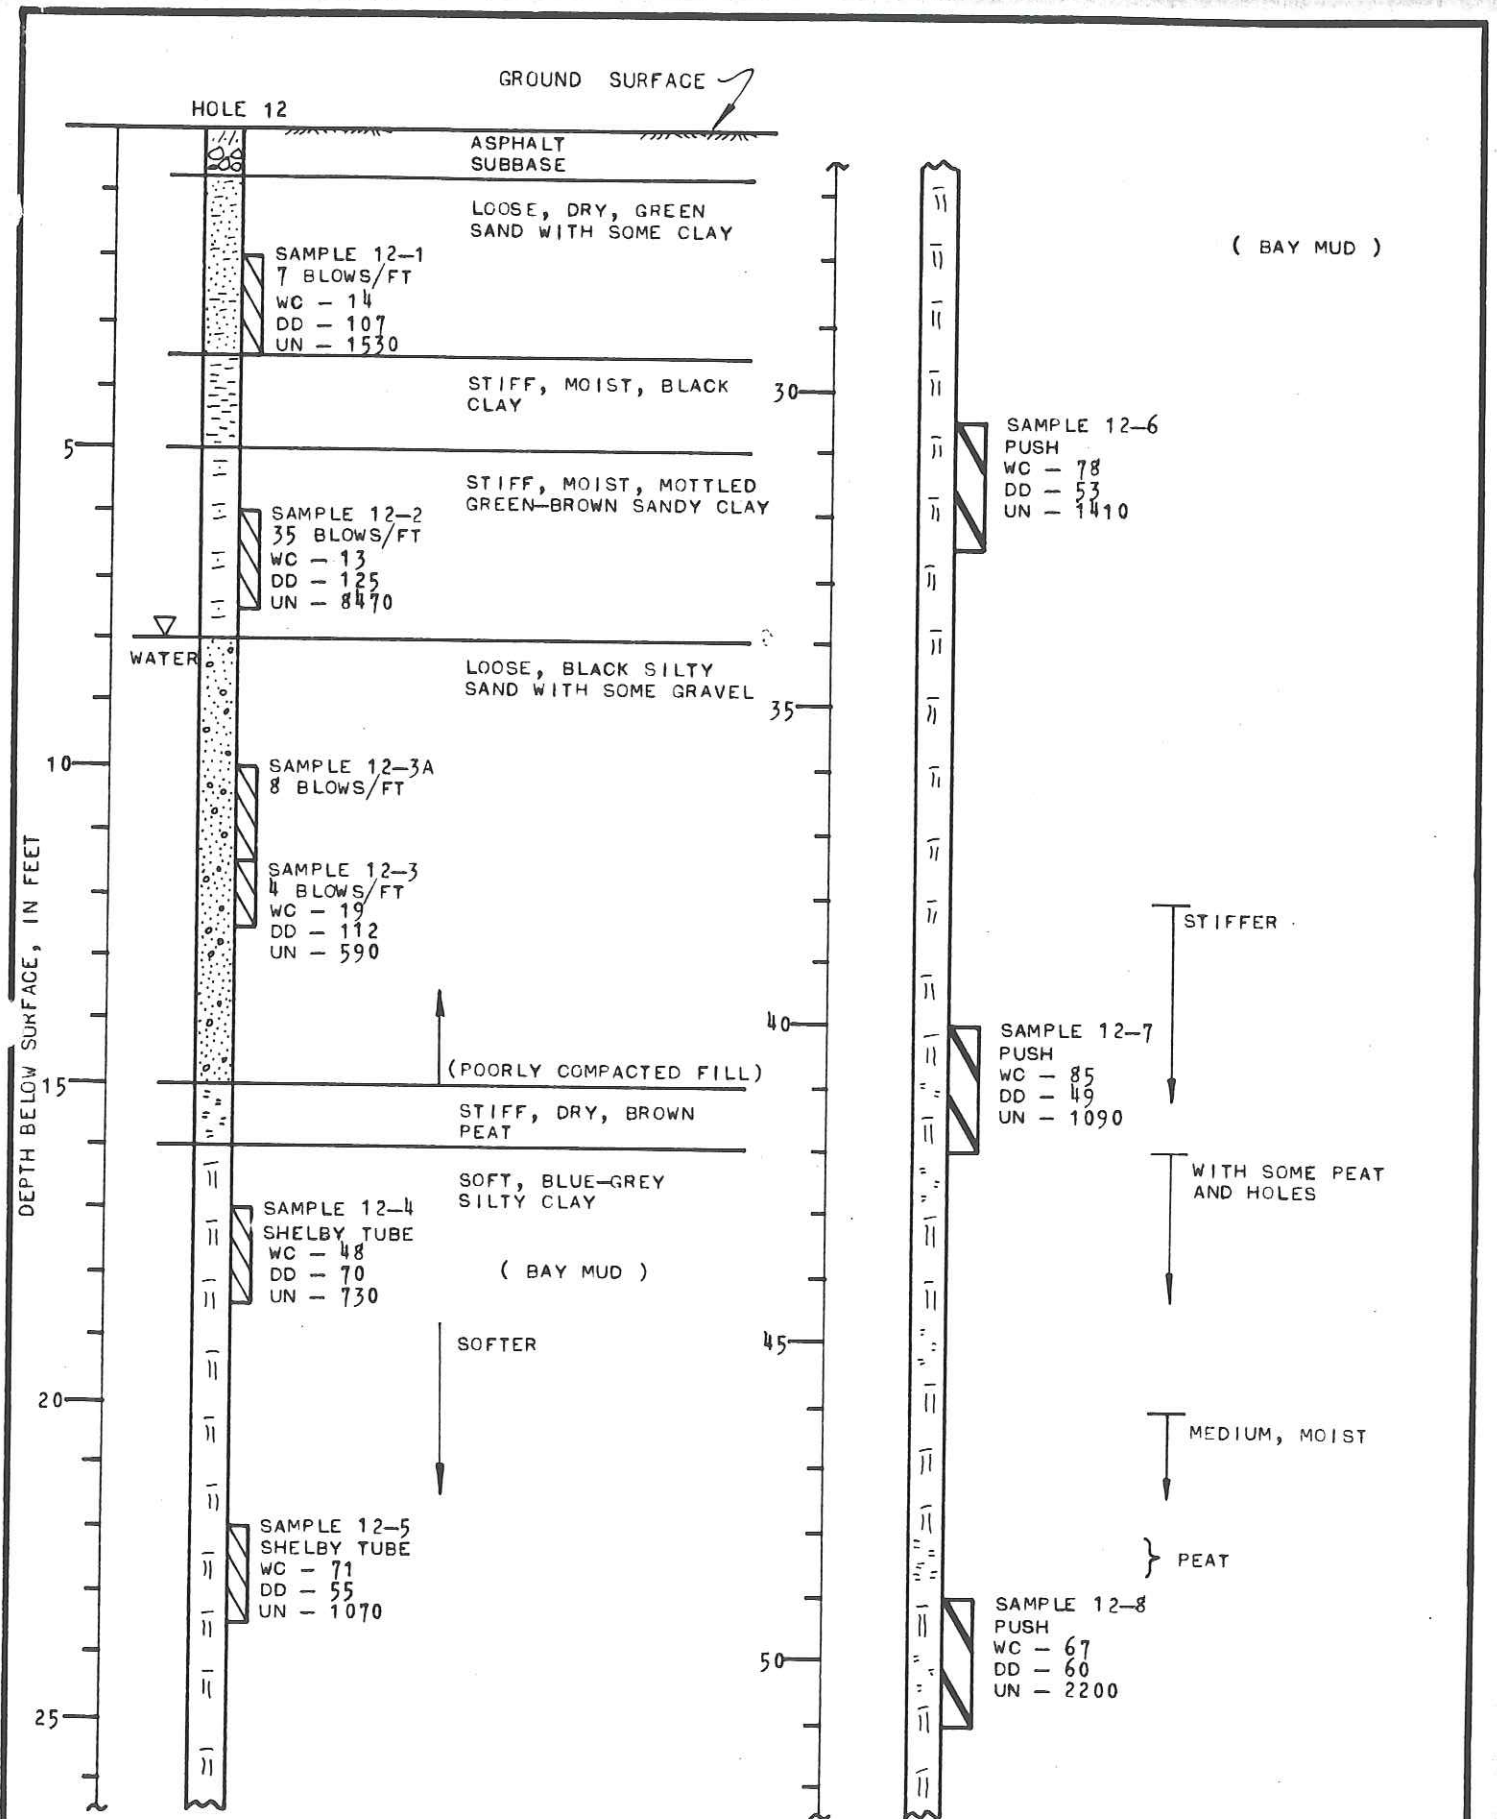 GROUND SURFACE
HOLE 12
ASPHALT
SUBBASE
LOOSE, DRY, GREEN
SAND WITH SOME CLAY
SAMPLE 12-1
7 BLOWS/FT
WC - 14
DD - 107
UN - 1530
STIFF, MOIST, BLACK
CLAY
5
STIFF, MOIST, MOTTLED
GREEN-BROWN SANDY CLAY
SAMPLE 12-2
35 BLOWS/FT
WC - 13
DD - 125
UN - 8470
WATER
LOOSE, BLACK SILTY
SAND WITH SOME GRAVEL
10
SAMPLE 12-3A
8 BLOWS/FT
SAMPLE 12-3
4 BLOWS/FT
WC - 19
DD - 112
UN - 590
DEPTH BELOW SURFACE, IN FEET
(POORLY COMPACTED FILL)
15
STIFF, DRY, BROWN
PEAT
SOFT, BLUE-GREY
SILTY CLAY
SAMPLE 12-4
SHELBY TUBE
WC - 48
DD - 70
UN - 730
( BAY MUD )
SOFTER
20
SAMPLE 12-5
SHELBY TUBE
WC - 71
DD - 55
UN - 1070
25
( BAY MUD )
30
SAMPLE 12-6
PUSH
WC - 78
DD - 53
UN - 1410
35
STIFFER
40
SAMPLE 12-7
PUSH
WC - 85
DD - 49
UN - 1090
WITH SOME PEAT
AND HOLES
45
MEDIUM, MOIST
PEAT
SAMPLE 12-8
PUSH
WC - 67
DD - 60
UN - 2200
50